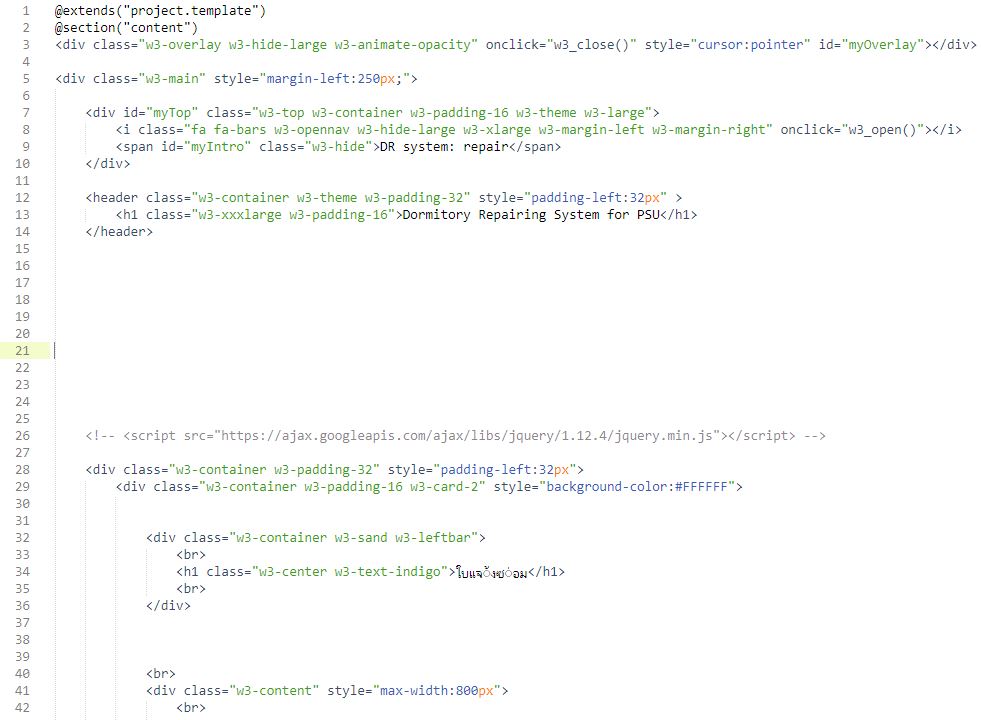 1 @extends("project.template")
2 @section("content")
3 <div class="w3-overlay w3-hide-large w3-animate-opacity" onclick="w3_close()" style="cursor:pointer" id="myOverlay"></div>
4
5 <div class="w3-main" style="margin-left:250px;">
6
7 <div id="myTop" class="w3-top w3-container w3-padding-16 w3-theme w3-large">
8 <i class="fa fa-bars w3-opennav w3-hide-large w3-xlarge w3-margin-left w3-margin-right" onclick="w3_open()"></i>
9 <span id="myIntro" class="w3-hide">DR system: repair</span>
10 </div>
11
12 <header class="w3-container w3-theme w3-padding-32" style="padding-left:32px" >
13 <h1 class="w3-xxxlarge w3-padding-16">Dormitory Repairing System for PSU</h1>
14 </header>
15
16
17
18
19
20
21
22
23
24
25
26 <!-- <script src="https://ajax.googleapis.com/ajax/libs/jquery/1.12.4/jquery.min.js"></script> -->
27
28 <div class="w3-container w3-padding-32" style="padding-left:32px">
29 <div class="w3-container w3-padding-16 w3-card-2" style="background-color:#FFFFFF">
30
31
32 <div class="w3-container w3-sand w3-leftbar">
33 <br>
34 <h1 class="w3-center w3-text-indigo">ใบแจ้งซ่อม</h1>
35 <br>
36 </div>
37
38
39
40 <br>
41 <div class="w3-content" style="max-width:800px">
42 <br>